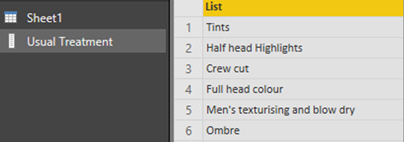 Sheet1
Usual Treatment
List
1 Tints
2 Half head Highlights
3 Crew cut
4 Full head colour
5 Men's texturising and blow dry
6 Ombre